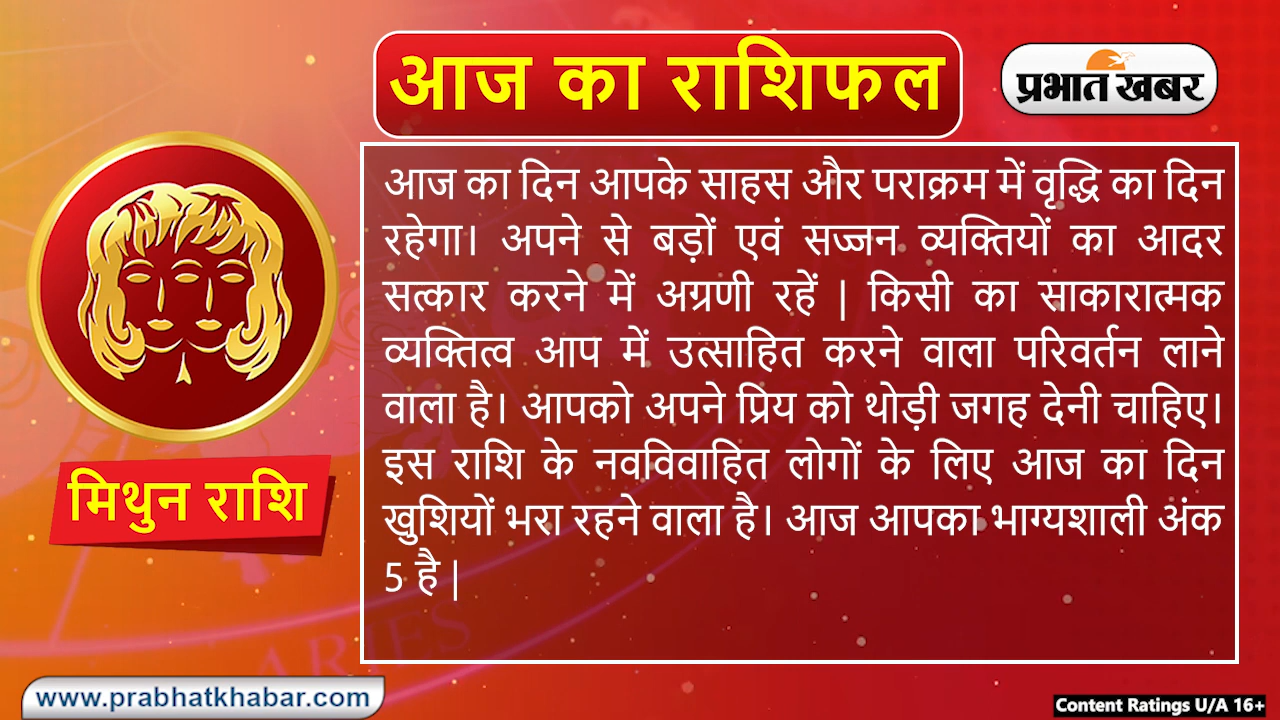 आज का राशिफल
प्रभात खबर
आज का दिन आपके साहस और पराक्रम में वृद्धि का दिन
रहेगा। अपने से बड़ों एवं सज्जन व्यक्तियों का आदर
सत्कार करने में अग्रणी रहें | किसी का साकारात्मक
व्यक्तित्व आप में उत्साहित करने वाला परिवर्तन लाने
वाला है। आपको अपने प्रिय को थोड़ी जगह देनी चाहिए।
इस राशि के नवविवाहित लोगों के लिए आज का दिन
खुशियों भरा रहने वाला है। आज आपका भाग्यशाली अंक
5 है |
मिथुन राशि
ARIES
www.prabhatkhabar.com
Content Ratings U/A 16+